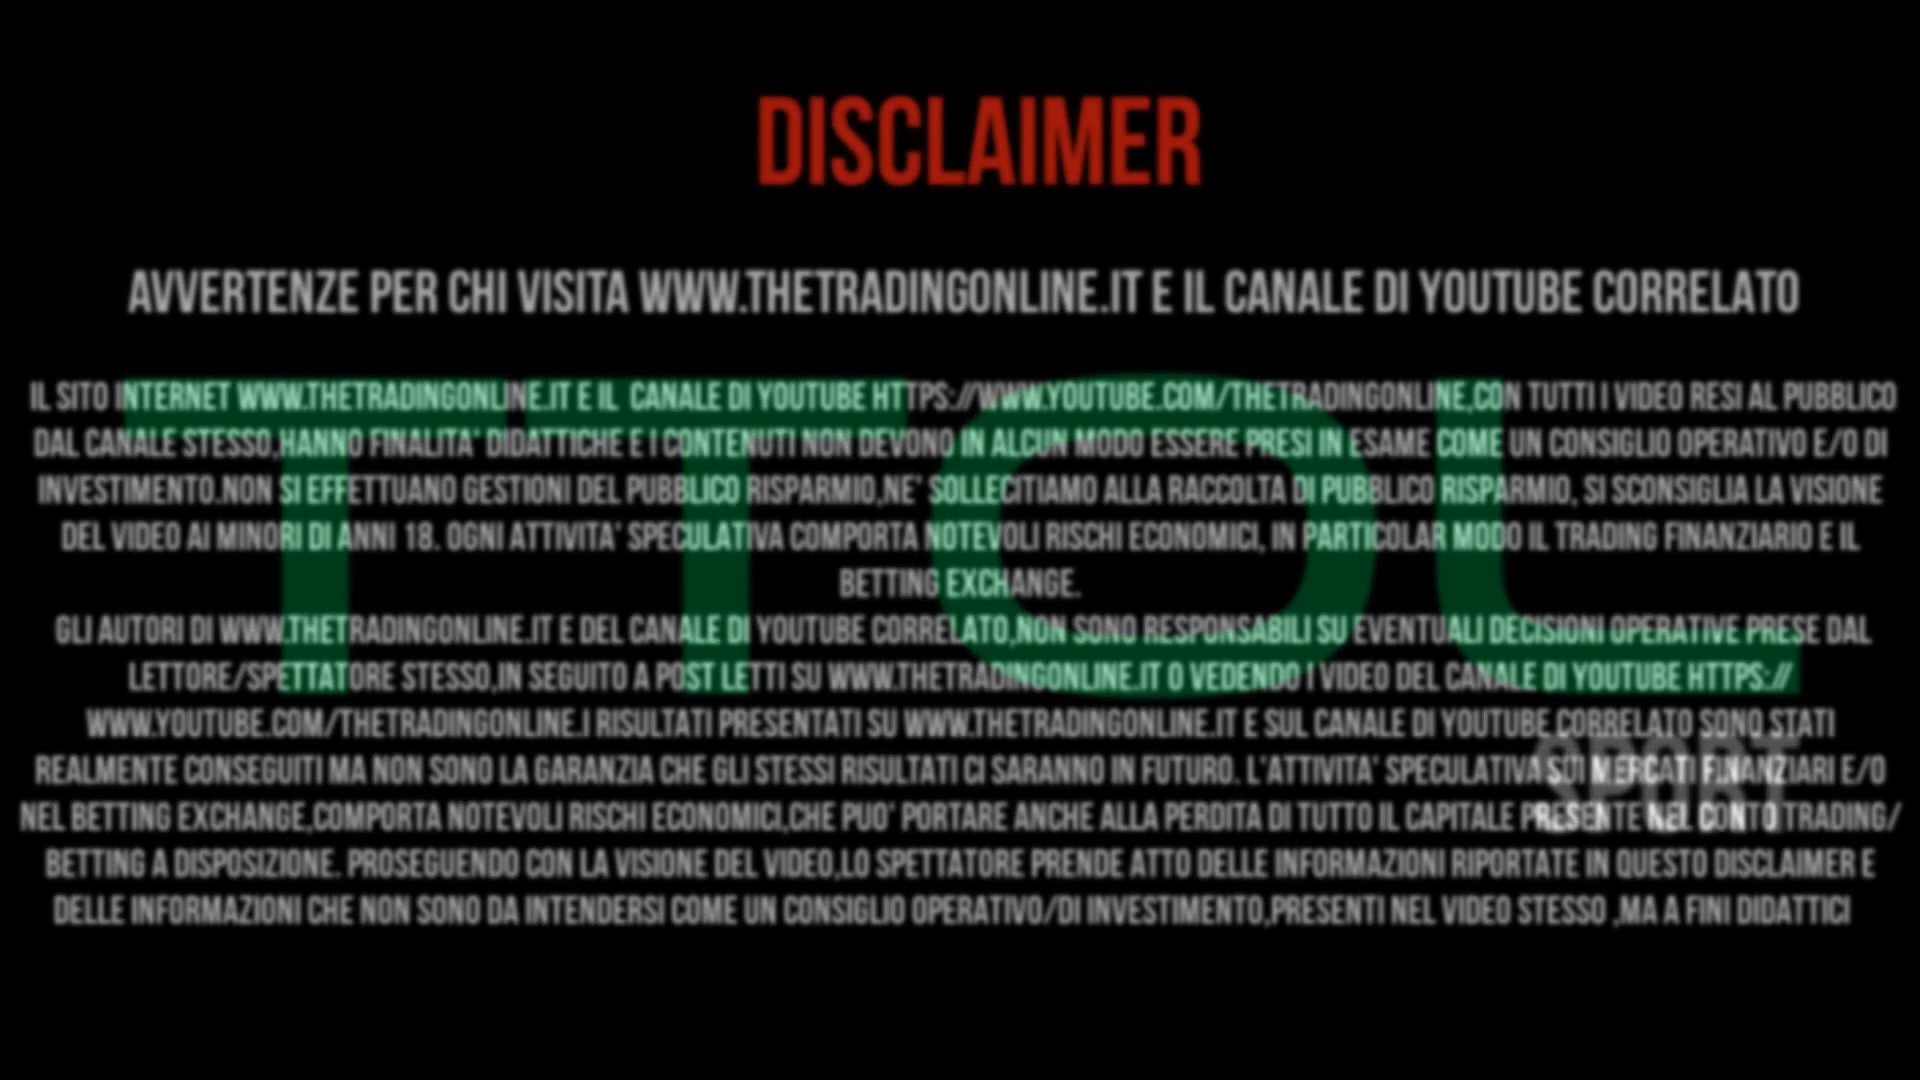 DISCLAIMER
AVVERTENZE PER CHI VISITA WWW.THETRADINGONLINE.IT E IL CANALE DI YOUTUBE CORRELATO
IL SITO INTERNET WWW.THETRADINGONLINE.IT E IL CANALE DI YOUTUBE HTTPS://WWW.YOUTUBE.COM/THETRADINGONLINE,CON TUTTI I VIDEO RESI AL PUBBLICO
DAL CANALE STESSO,HANNO FINALITA' DIDATTICHE E I CONTENUTI NON DEVONO IN ALCUN MODO ESSERE PRESI IN ESAME COME UN CONSIGLIO OPERATIVO E/O DI
INVESTIMENTO.NON SI EFFETTUANO GESTIONI DEL PUBBLICO RISPARMIO,NE' SOLLECITIAMO ALLA RACCOLTA DI PUBBLICO RISPARMIO, SI SCONSIGLIA LA VISIONE
DEL VIDEO AI MINORI DI ANNI 18. OGNI ATTIVITA' SPECULATIVA COMPORTA NOTEVOLI RISCHI ECONOMICI, IN PARTICOLAR MODO IL TRADING FINANZIARIO E IL
BETTING EXCHANGE.
GLI AUTORI DI WWW.THETRADINGONLINE.IT E DEL CANALE DI YOUTUBE CORRELATO,NON SONO RESPONSABILI SU EVENTUALI DECISIONI OPERATIVE PRESE DAL
LETTORE/SPETTATORE STESSO,IN SEGUITO A POST LETTI SU WWW.THETRADINGONLINE.IT O VEDENDO I VIDEO DEL CANALE DI YOUTUBE HTTPS://
WWW.YOUTUBE.COM/THETRADINGONLINE.I RISULTATI PRESENTATI SU WWW.THETRADINGONLINE.IT E SUL CANALE DI YOUTUBE CORRELATO SONO STATI
REALMENTE CONSEGUITI MA NON SONO LA GARANZIA CHE GLI STESSI RISULTATI CI SARANNO IN FUTURO. L'ATTIVITA' SPECULATIVA SUI MERCATI FINANZIARI E/O
NEL BETTING EXCHANGE,COMPORTA NOTEVOLI RISCHI ECONOMICI,CHE PUO' PORTARE ANCHE ALLA PERDITA DI TUTTO IL CAPITALE PRESENTE NEL CONTO TRADING/
BETTING A DISPOSIZIONE. PROSEGUENDO CON LA VISIONE DEL VIDEO,LO SPETTATORE PRENDE ATTO DELLE INFORMAZIONI RIPORTATE IN QUESTO DISCLAIMER E
DELLE INFORMAZIONI CHE NON SONO DA INTENDERSI COME UN CONSIGLIO OPERATIVO/DI INVESTIMENTO,PRESENTI NEL VIDEO STESSO ,MA A FINI DIDATTICI
TTOL
SPORT